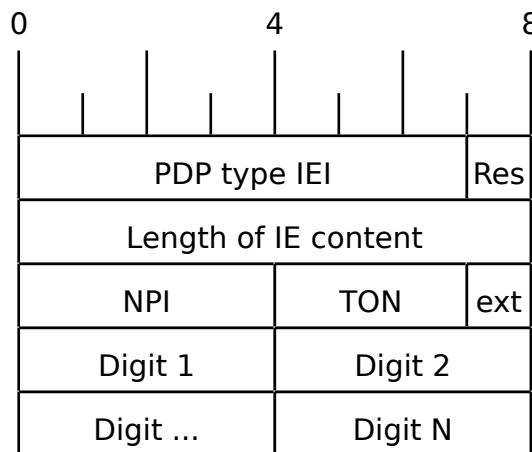 0 4 8
PDP type IEI Res
Length of IE content
NPI TON ext
Digit 1 Digit 2
Digit ... Digit N